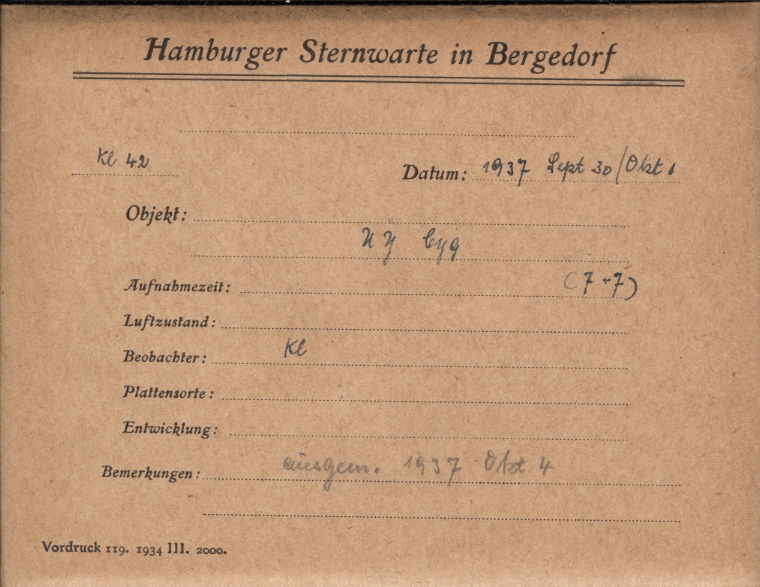 Hamburger Sternwarte in Bergedorf
Kl 42
Datum: 1937 Sept 30/Okt 1
Objekt:
Cyg
Aufnahmezeit: (7+7)
Luftzustand:
Beobachter: Kl
Plattensorte:
Entwicklung:
Bemerkungen: ausgem. 1937 Okt 4
Vordruck 119. 1934 III. 2000.